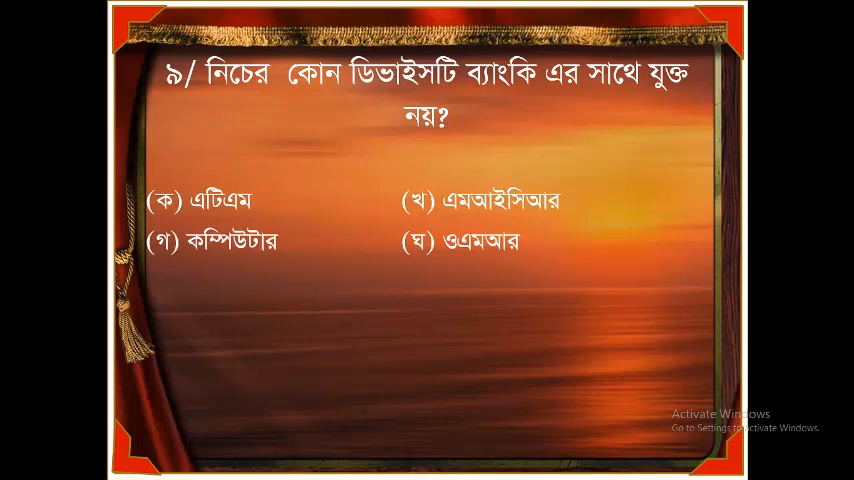 ৯/ নিচের কোন ডিভাইসটি ব্যাংকি এর সাথে যুক্ত
নয়?
(ক) এটিএম (খ) এমআইসিআর
(গ) কম্পিউটার (ঘ) ওএমআর
Activate Windows
Go to Settings to activate Windows.